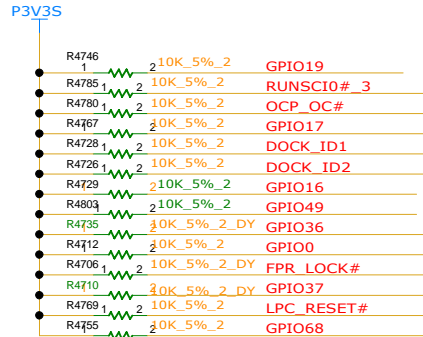 P3V3S
R4746 1 2 10K_5%_2 GPIO19
R4785 1 2 10K_5%_2 RUNSCI0#_3
R4780 1 2 10K_5%_2 OCP_OC#
R4767 1 2 10K_5%_2 GPIO17
R4728 1 2 10K_5%_2 DOCK_ID1
R4726 1 2 10K_5%_2 DOCK_ID2
R4729 1 2 10K_5%_2 GPIO16
R4803 1 2 10K_5%_2 GPIO49
R4735 1 2 10K_5%_2_DY GPIO36
R4712 1 2 10K_5%_2 GPIO0
R4706 1 2 10K_5%_2_DY FPR_LOCK#
R4710 1 2 10K_5%_2_DY GPIO37
R4769 1 2 10K_5%_2 LPC_RESET#
R4755 1 2 10K_5%_2 GPIO68